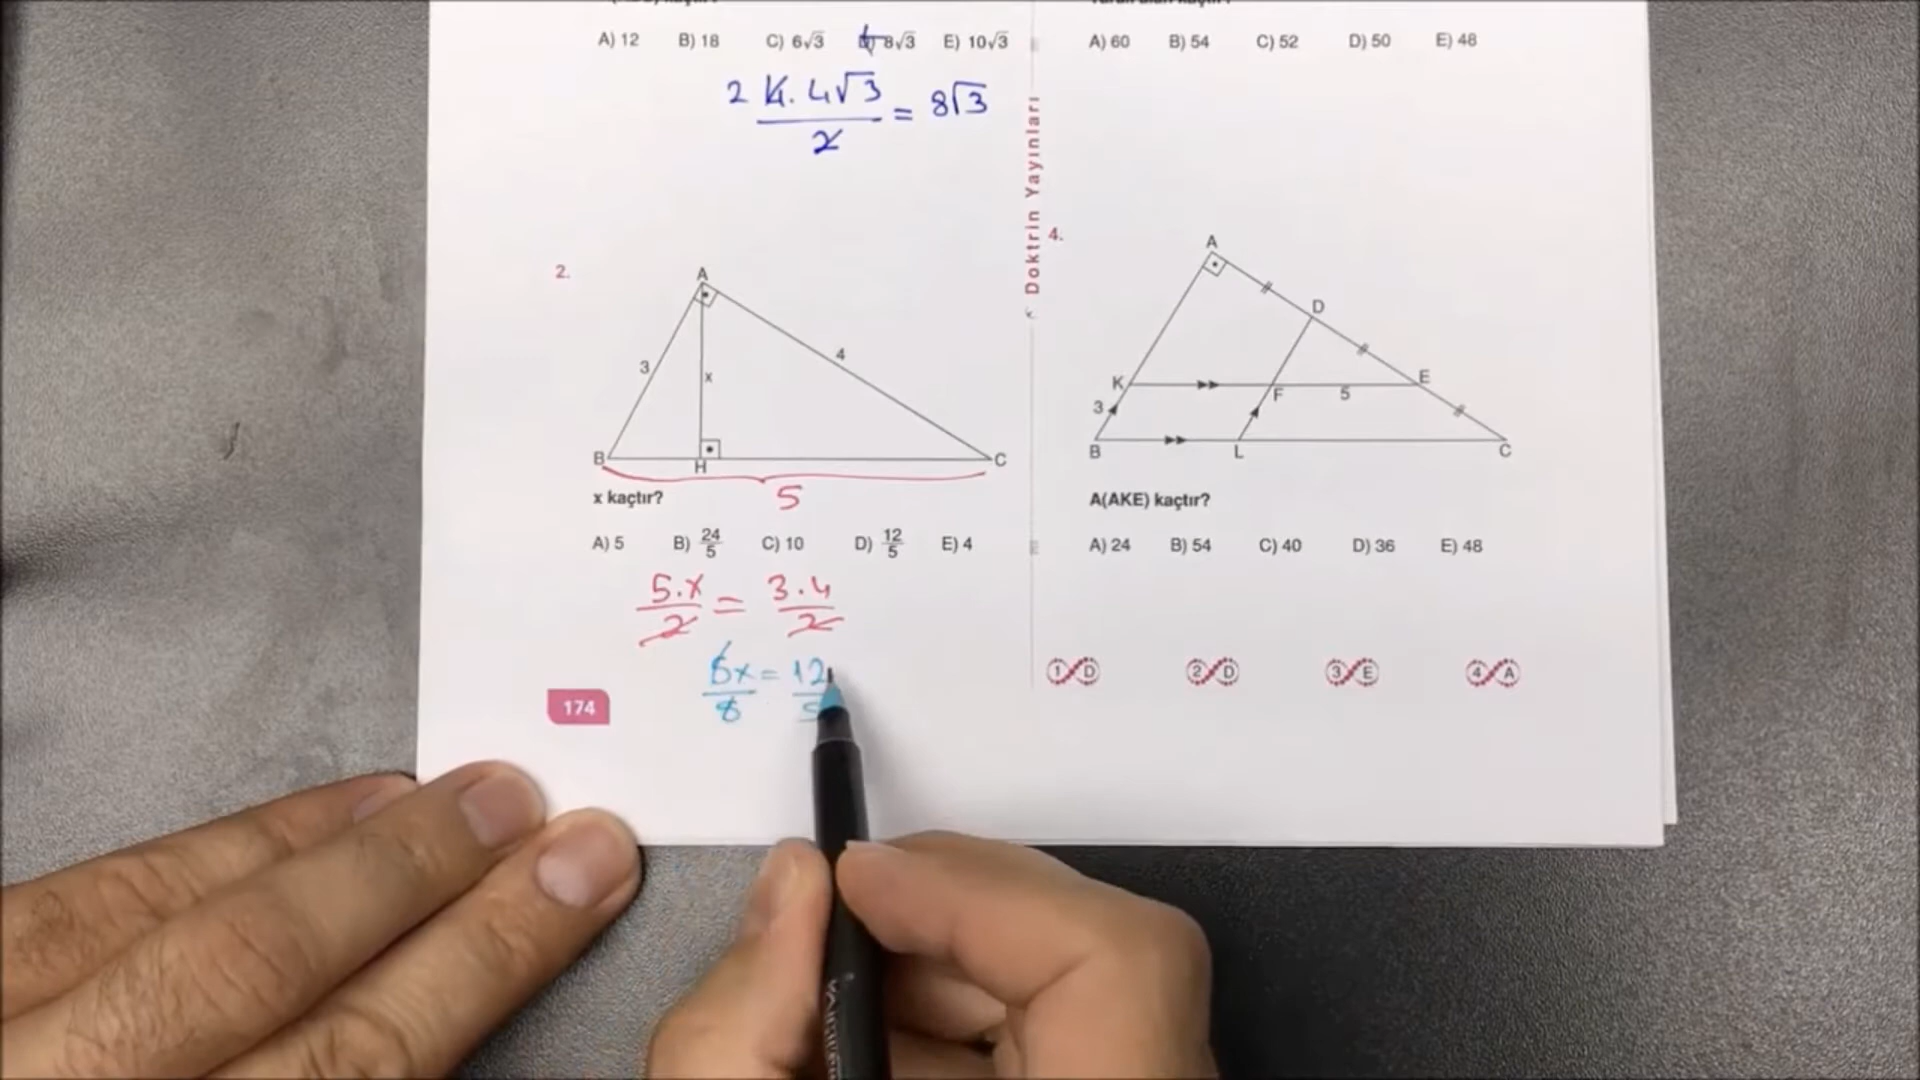 A) 12 B) 18 C) 6√3 D) 8√3 E) 10√3
2 4. 4√3 / 2 = 8√3
2.
A
3
4
x
B
H
C
5
x kaçtır?
A) 5 B) 24/5 C) 10 D) 12/5 E) 4
5.x / 2 = 3.4 / 2
5x / 5 = 12 / 5
174
Doktrin Yayınları
A) 60 B) 54 C) 52 D) 50 E) 48
4.
A
D
K
E
F
5
3
B
L
C
A(AKE) kaçtır?
A) 24 B) 54 C) 40 D) 36 E) 48
1 D 2 D 3 E 4 A